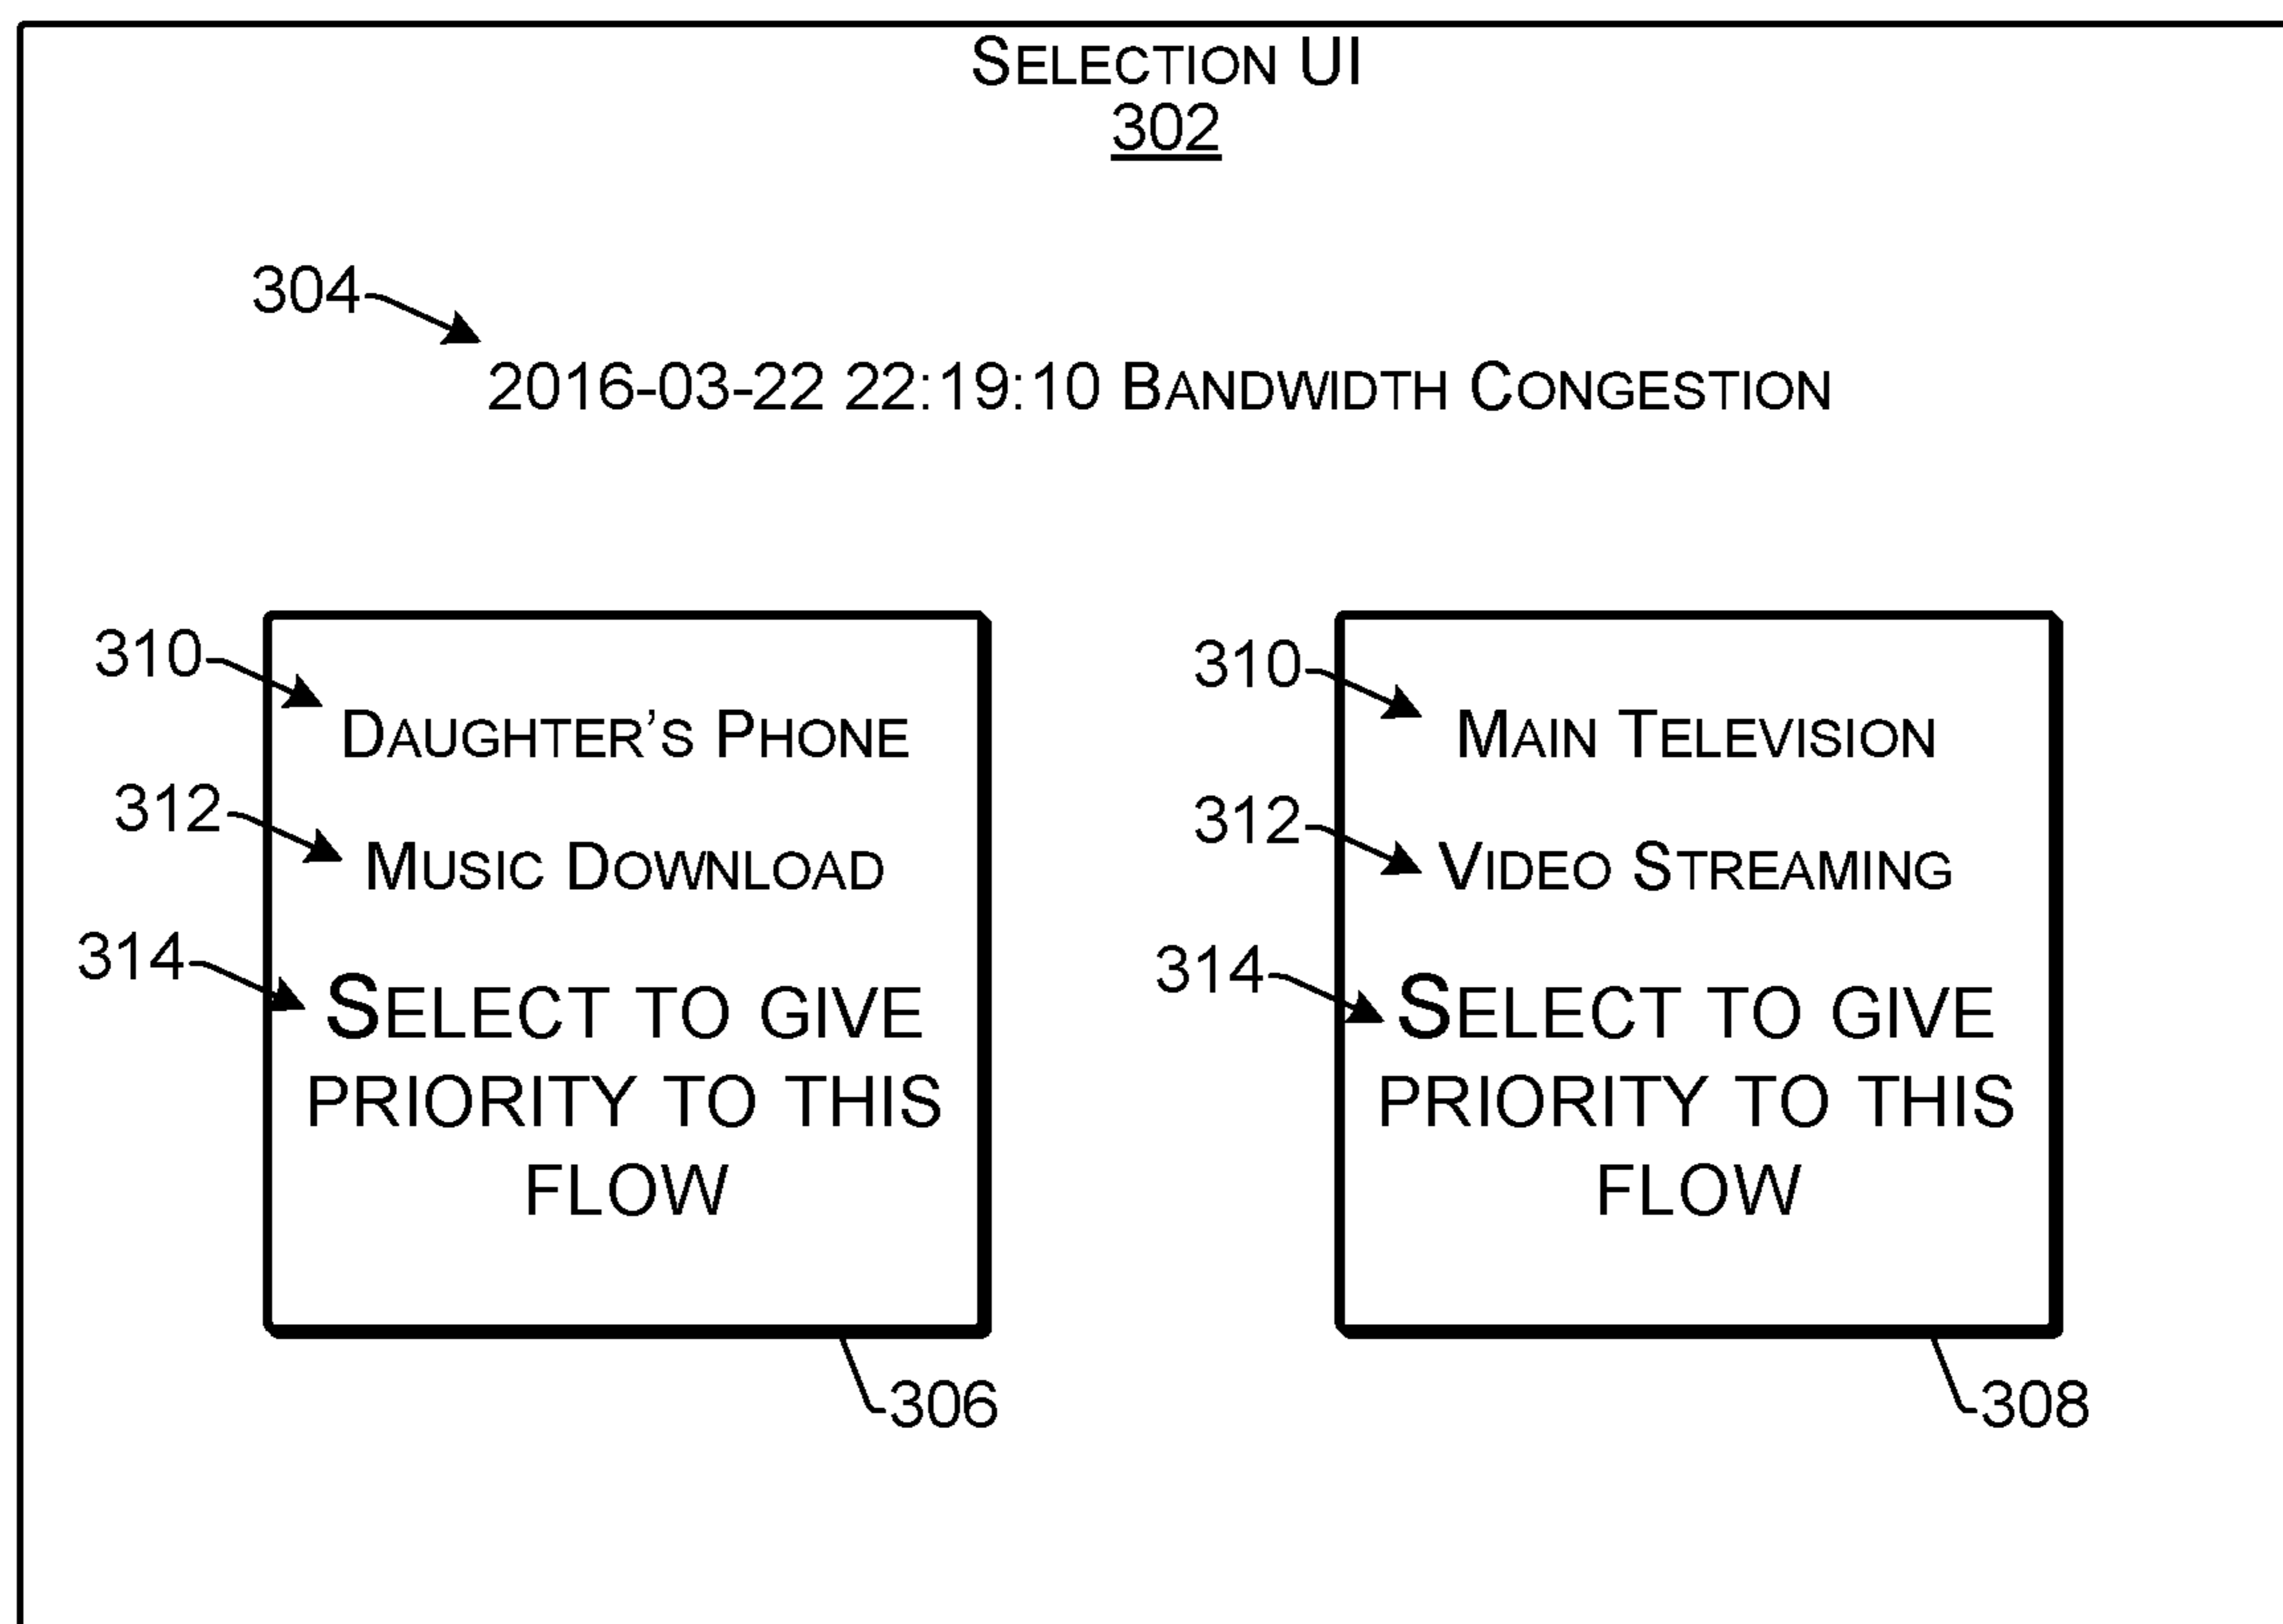 SELECTION UI
302
304
2016-03-22 22:19:10 BANDWIDTH CONGESTION
310
DAUGHTER'S PHONE
312
MUSIC DOWNLOAD
314
SELECT TO GIVE
PRIORITY TO THIS
FLOW
306
310
MAIN TELEVISION
312
VIDEO STREAMING
314
SELECT TO GIVE
PRIORITY TO THIS
FLOW
308